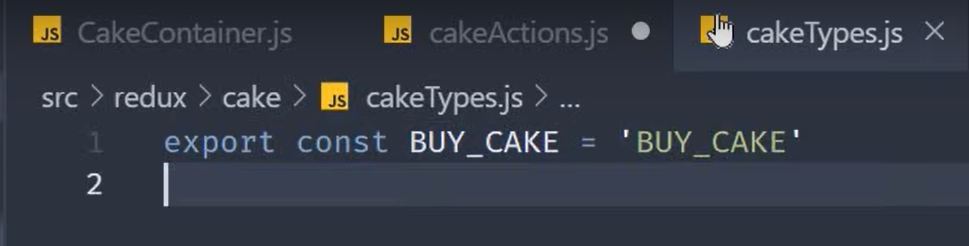 JS CakeContainer.js JS cakeActions.js cakeTypes.js
src > redux > cake > JS cakeTypes.js > ...
1 export const BUY_CAKE = 'BUY_CAKE'
2